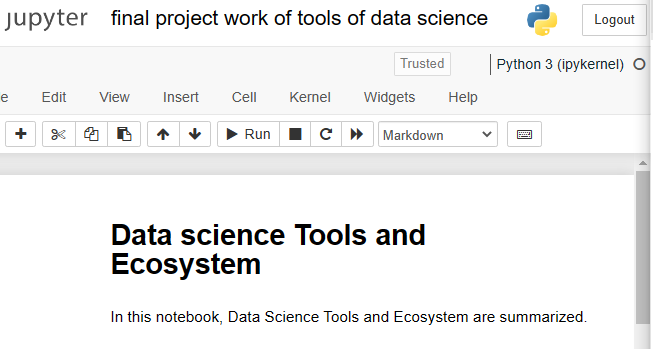 jupyter final project work of tools of data science Logout
Trusted Python 3 (ipykernel)
e Edit View Insert Cell Kernel Widgets Help
Run Markdown
Data science Tools and
Ecosystem
In this notebook, Data Science Tools and Ecosystem are summarized.